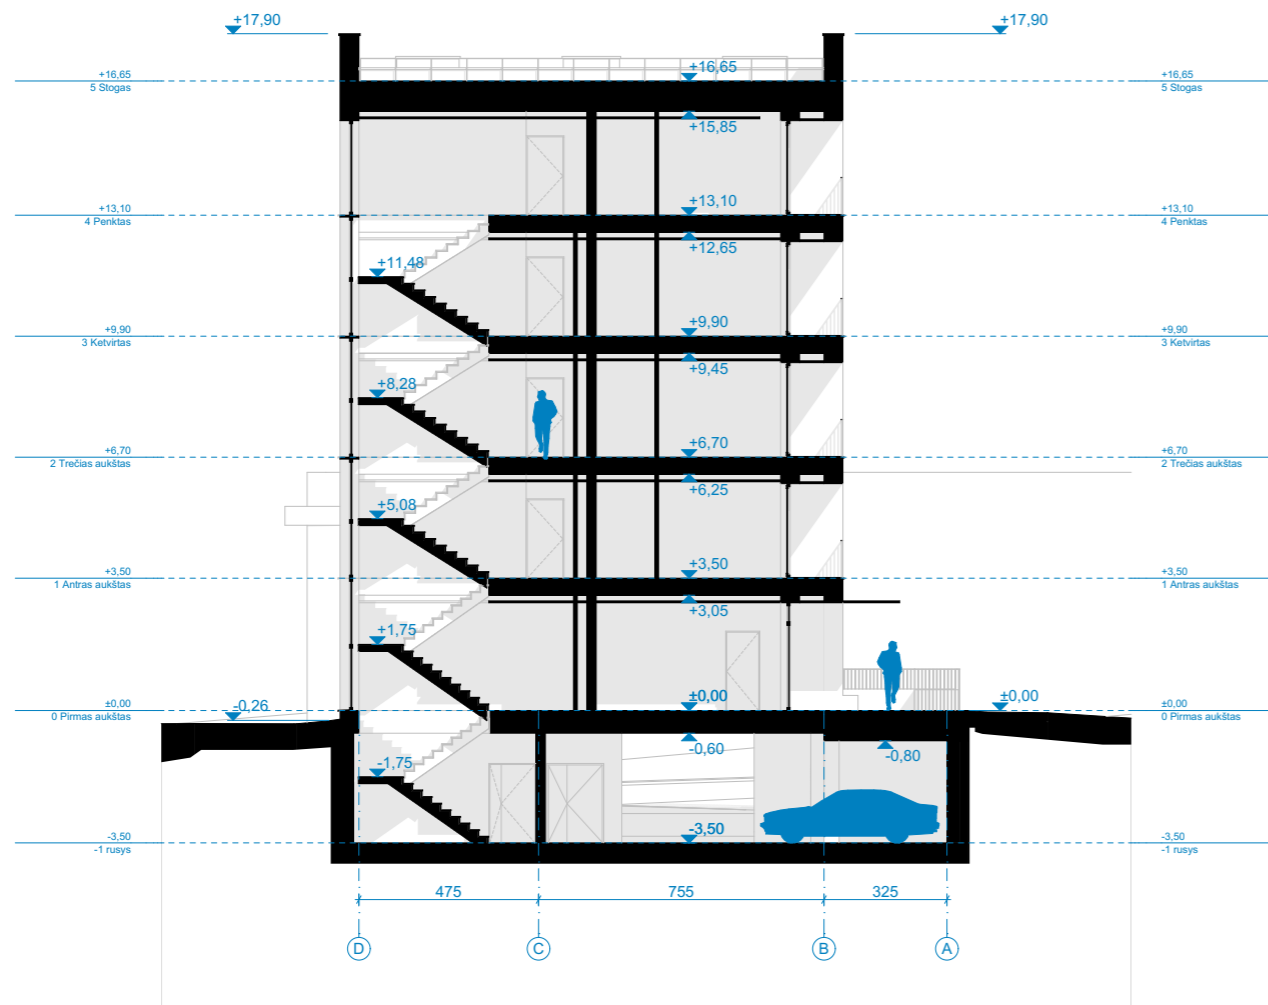 +17,90 +17,90
+16,65 +16,65 +16,65
5 Stogas 5 Stogas
+15,85
+13,10 +13,10 +13,10
4 Penktas 4 Penktas
+12,65
+11,48
+9,90 +9,90 +9,90
3 Ketvirtas 3 Ketvirtas
+9,45
+8,28
+6,70 +6,70 +6,70
2 Trečias aukštas 2 Trečias aukštas
+6,25
+5,08
+3,50 +3,50 +3,50
1 Antras aukštas 1 Antras aukštas
+3,05
+1,75
±0,00 -0,26 ±0,00 ±0,00 ±0,00
0 Pirmas aukštas 0 Pirmas aukštas
-0,60 -0,80
-1,75
-3,50 -3,50 -3,50
-1 rusys -1 rusys
475 755 325
D C B A